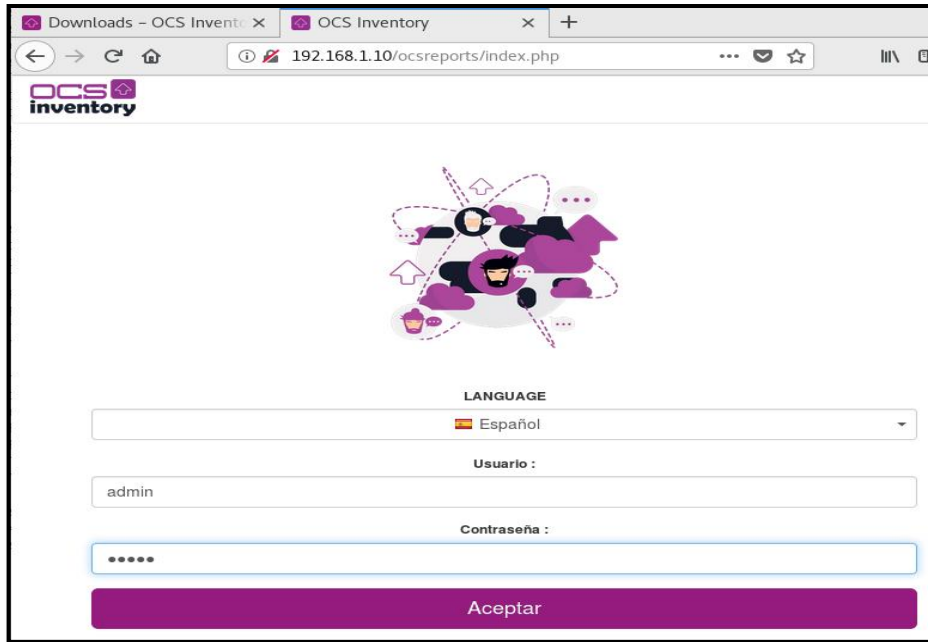 Downloads – OCS Invento
OCS Inventory
192.168.1.10/ocsreports/index.php
OCS
inventory
LANGUAGE
Español
Usuario :
admin
Contraseña :
•••••
Aceptar